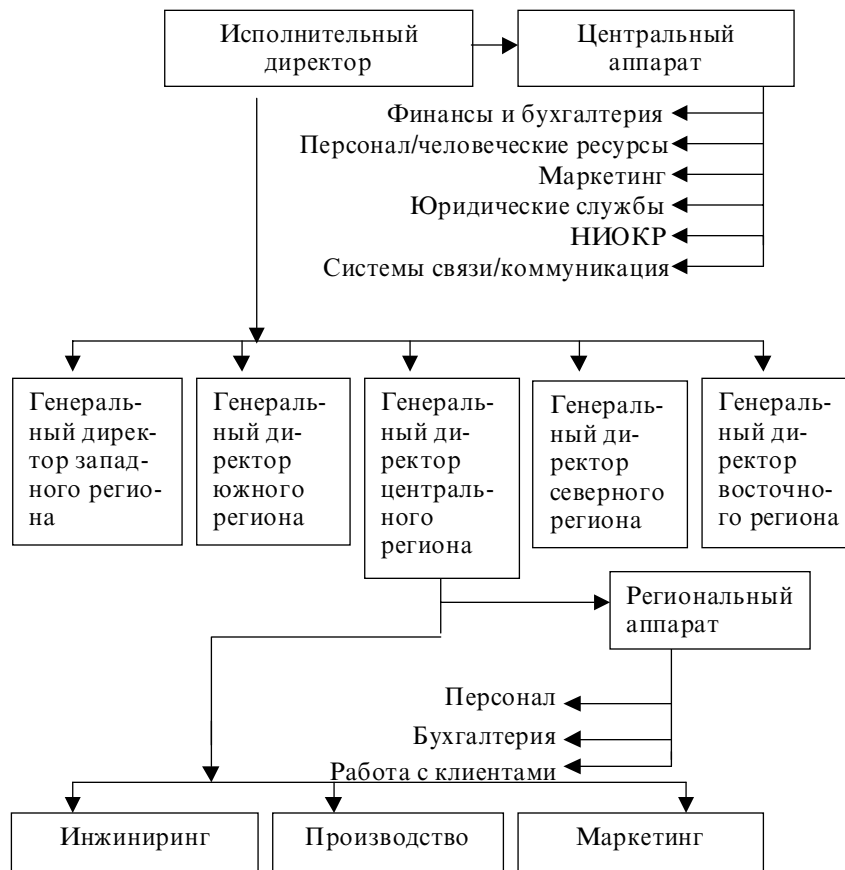 Исполнительный
директор
Центральный
аппарат
Финансы и бухгалтерия
Персонал/человеческие ресурсы
Маркетинг
Юридические службы
НИОКР
Системы связи/коммуникация
Генераль-
ный дирек-
тор запад-
ного регио-
на
Генераль-
ный ди-
ректор
южного
региона
Генераль-
ный ди-
ректор
централь-
ного
региона
Генераль-
ный ди-
ректор
северного
региона
Генераль-
ный ди-
ректор
восточно-
го региона
Региональный
аппарат
Персонал
Бухгалтерия
Работа с клиентами
Инжиниринг
Производство
Маркетинг